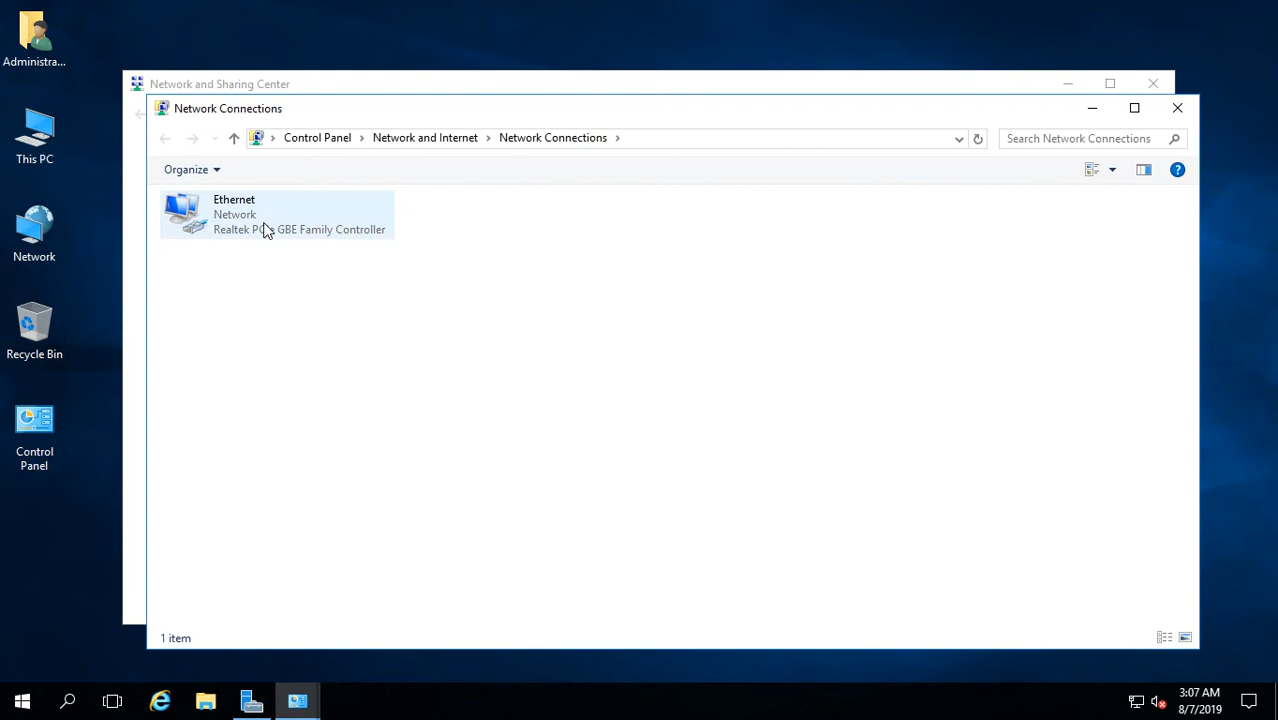 Administra...
This PC
Network
Recycle Bin
Control
Panel
Network and Sharing Center
Network Connections
Control Panel
Network and Internet
Network Connections
Search Network Connections
Organize
Ethernet
Network
Realtek GBE Family Controller
1 item
3:07 AM
8/7/2019